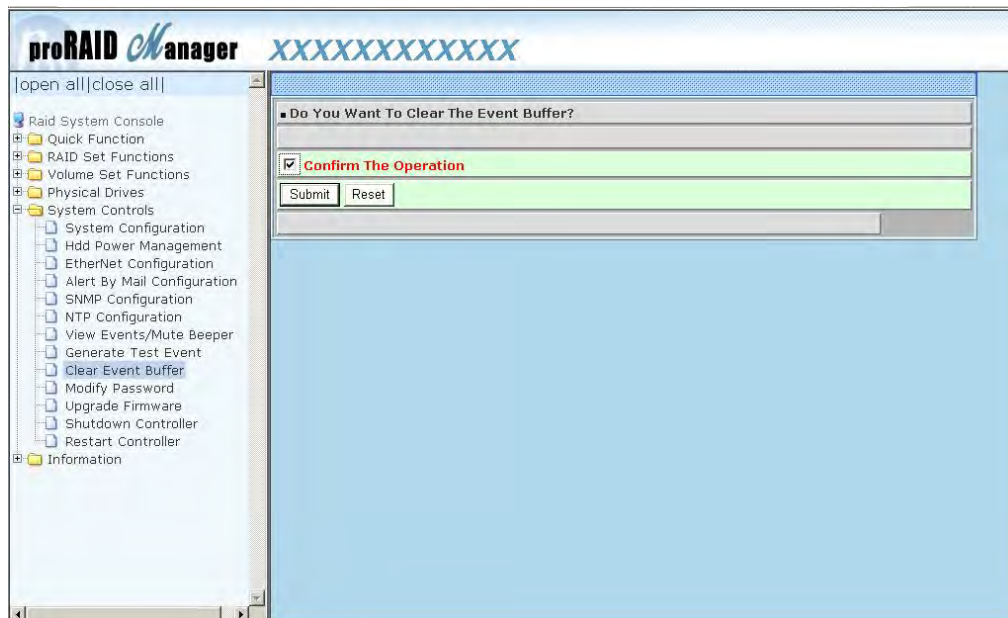 proRAID Manager XXXXXXXXXXXX
|open all|close all|
Raid System Console
Quick Function
RAID Set Functions
Volume Set Functions
Physical Drives
System Controls
System Configuration
Hdd Power Management
EtherNet Configuration
Alert By Mail Configuration
SNMP Configuration
NTP Configuration
View Events/Mute Beeper
Generate Test Event
Clear Event Buffer
Modify Password
Upgrade Firmware
Shutdown Controller
Restart Controller
Information
Do You Want To Clear The Event Buffer?
Confirm The Operation
Submit Reset